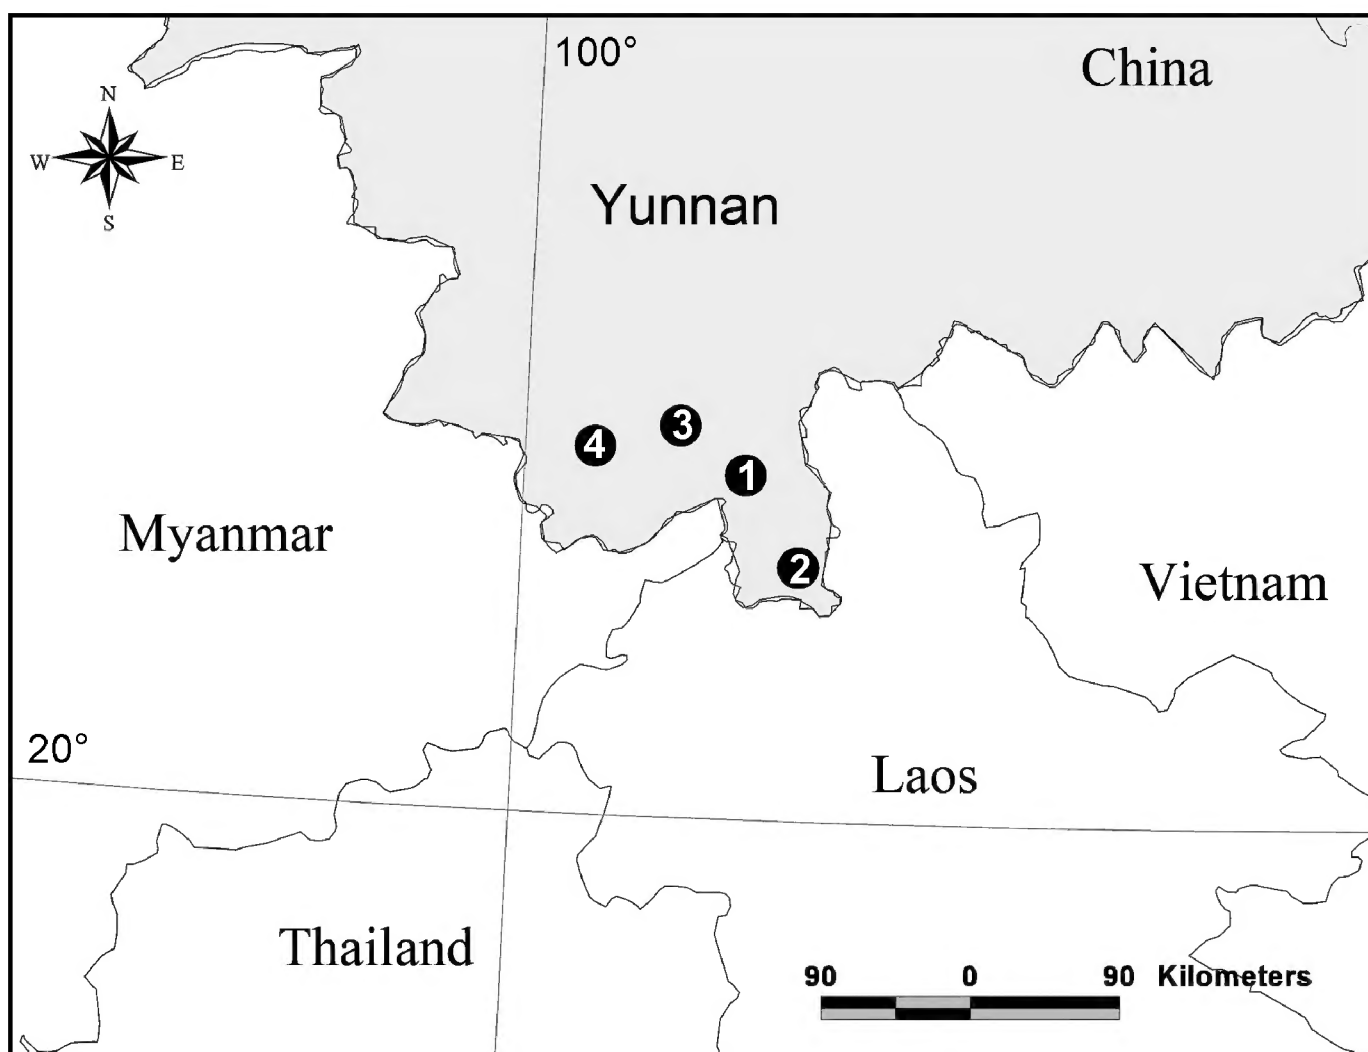 100°
China
N
W E
S
Yunnan
3
4
1
Myanmar
2
Vietnam
20°
Laos
Thailand
90 0 90 Kilometers